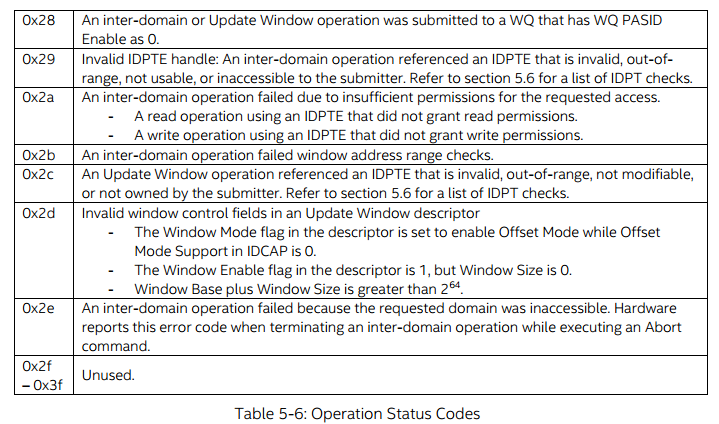 0x28 An inter-domain or Update Window operation was submitted to a WQ that has WQ PASID
Enable as 0.
0x29 Invalid IDPTE handle: An inter-domain operation referenced an IDPTE that is invalid, out-of-
range, not usable, or inaccessible to the submitter. Refer to section 5.6 for a list of IDPT checks.
0x2a An inter-domain operation failed due to insufficient permissions for the requested access.
- A read operation using an IDPTE that did not grant read permissions.
- A write operation using an IDPTE that did not grant write permissions.
0x2b An inter-domain operation failed window address range checks.
0x2c An Update Window operation referenced an IDPTE that is invalid, out-of-range, not modifiable,
or not owned by the submitter. Refer to section 5.6 for a list of IDPT checks.
0x2d Invalid window control fields in an Update Window descriptor
- The Window Mode flag in the descriptor is set to enable Offset Mode while Offset
Mode Support in IDCAP is 0.
- The Window Enable flag in the descriptor is 1, but Window Size is 0.
- Window Base plus Window Size is greater than 2⁶⁴.
0x2e An inter-domain operation failed because the requested domain was inaccessible. Hardware
reports this error code when terminating an inter-domain operation while executing an Abort
command.
0x2f
– 0x3f Unused.
Table 5-6: Operation Status Codes